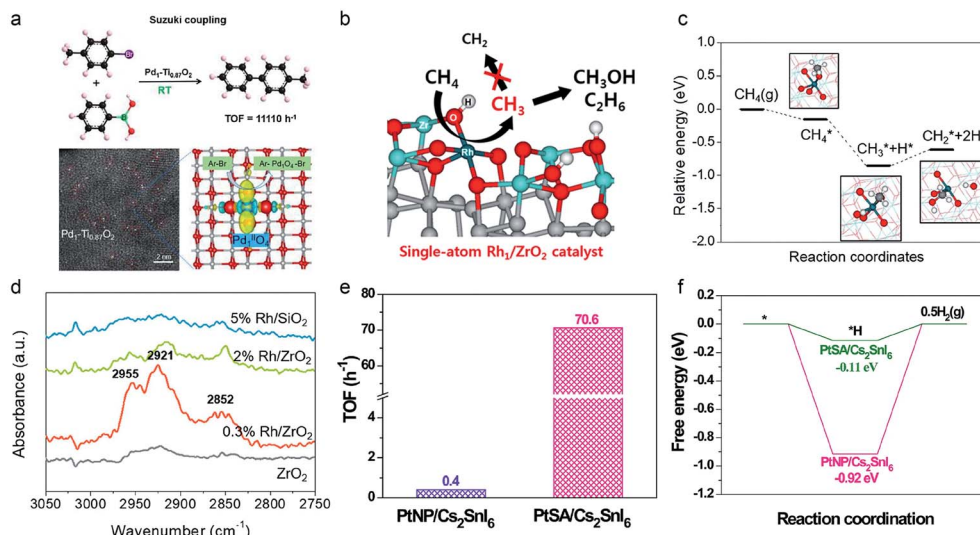 a
Suzuki coupling
Br
+
B
Pd1-Ti0.87O2
RT
TOF = 11110 h-1
Pd1-Ti0.87O2
2 nm
Ar-Br
Ar- Pd1O4 -Br
Pd1IIO4
b
CH2
CH4
CH3
CH3OH
C2H6
H
O
Zr
Rh
Single-atom Rh1/ZrO2 catalyst
c
Relative energy (eV)
1.0
0.5
0.0
-0.5
-1.0
-1.5
-2.0
CH4(g)
CH4*
CH3*+H*
CH2*+2H
Reaction coordinates
d
Absorbance (a.u.)
5% Rh/SiO2
2% Rh/ZrO2
2955
2921
2852
0.3% Rh/ZrO2
ZrO2
3050 3000 2950 2900 2850 2800 2750
Wavenumber (cm-1)
e
TOF (h-1)
80
70
60
4
2
0
0.4
70.6
PtNP/Cs2SnI6
PtSA/Cs2SnI6
f
Free energy (eV)
0.2
0.0
-0.2
-0.4
-0.6
-0.8
-1.0
-1.2
*
*H
0.5H2(g)
PtSA/Cs2SnI6
-0.11 eV
PtNP/Cs2SnI6
-0.92 eV
Reaction coordination